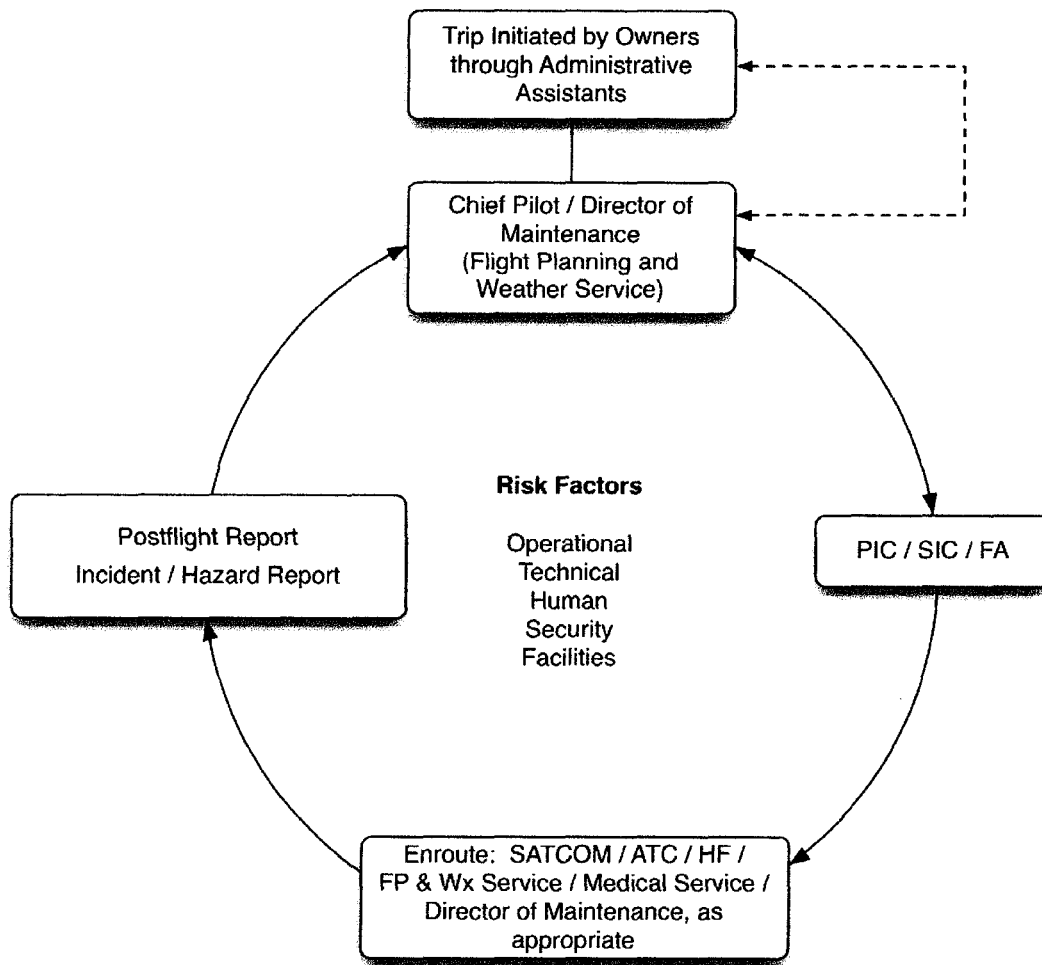 Trip Initiated by Owners
through Administrative
Assistants
Chief Pilot / Director of
Maintenance
(Flight Planning and
Weather Service)
Risk Factors
Operational
Technical
Human
Security
Facilities
Postflight Report
Incident / Hazard Report
PIC / SIC / FA
Enroute: SATCOM / ATC / HF /
FP & Wx Service / Medical Service /
Director of Maintenance, as
appropriate